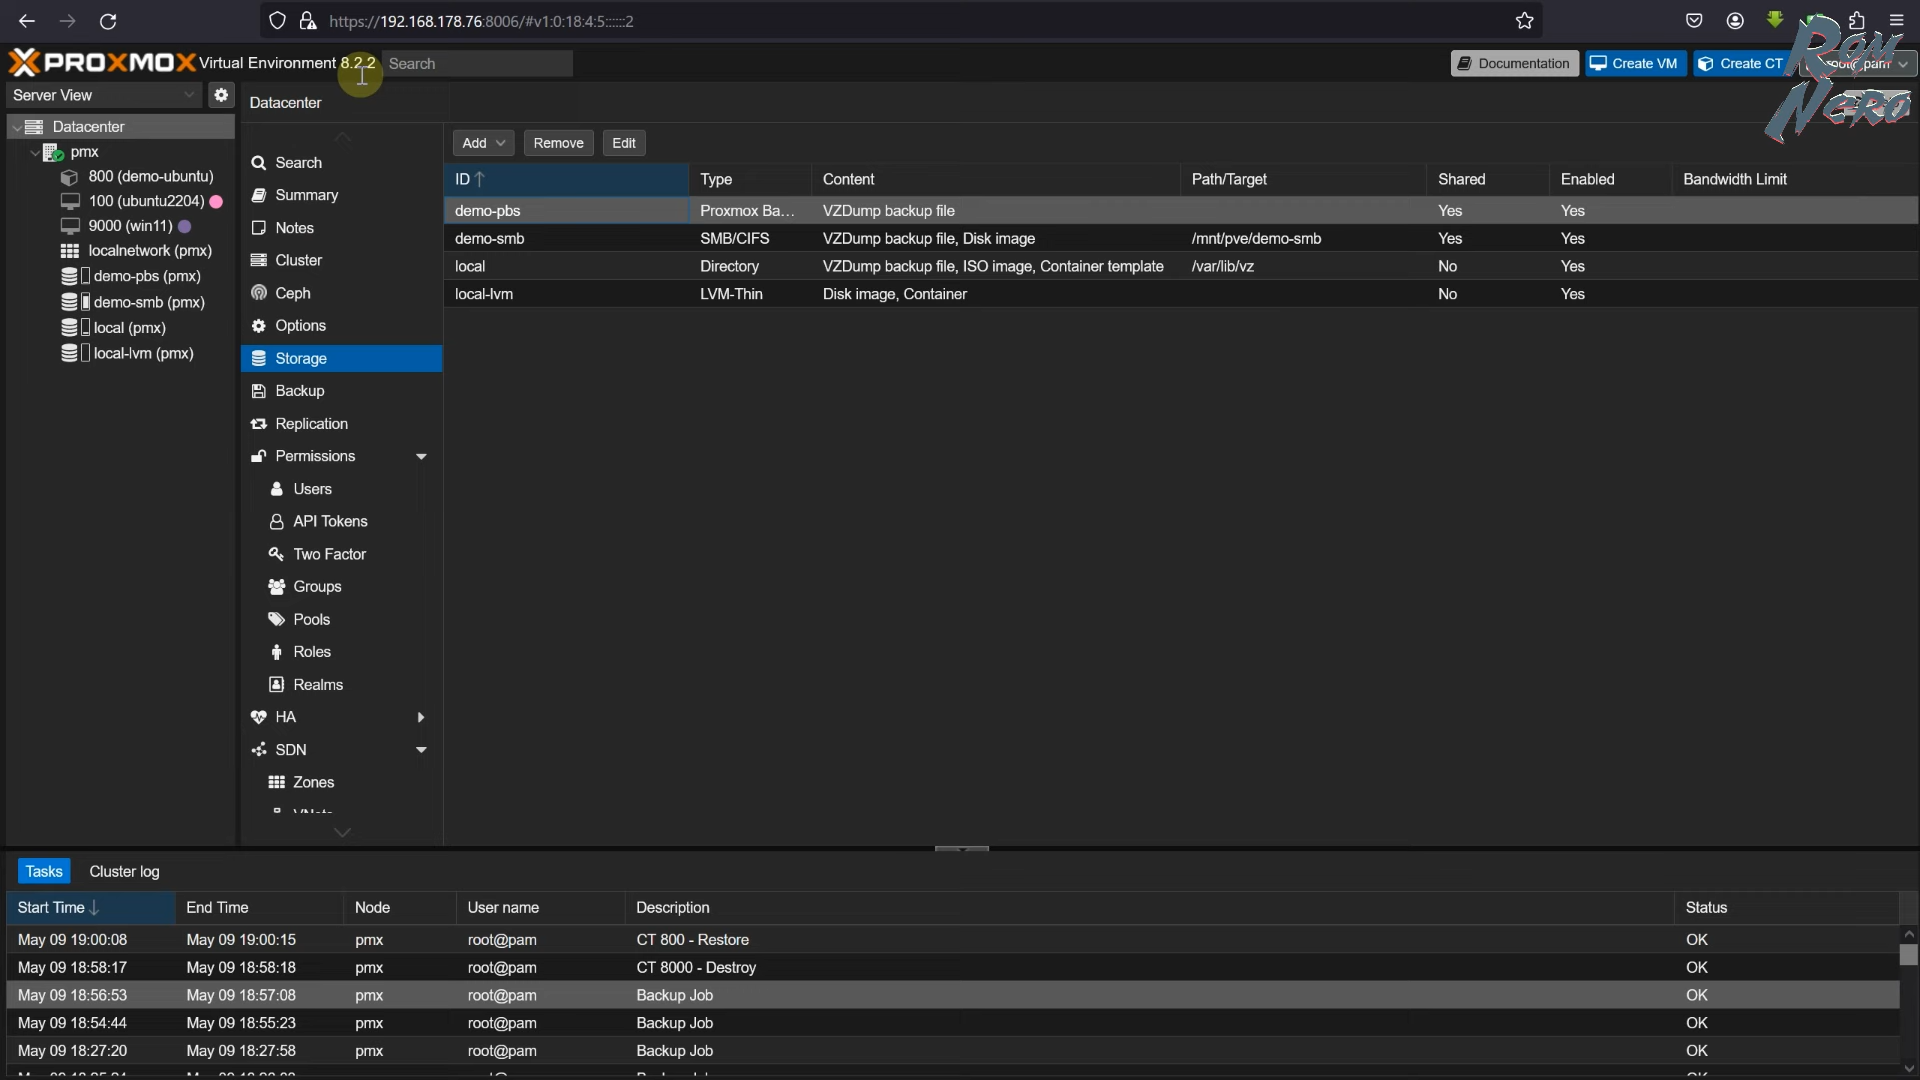 https://192.168.178.76:8006/#v1:0:18:4:5::::::2
PROXMOX Virtual Environment 8.2.2 Search Documentation Create VM Create CT
Rom Nero
Server View
Datacenter
pmx
800 (demo-ubuntu)
100 (ubuntu2204)
9000 (win11)
localnetwork (pmx)
demo-pbs (pmx)
demo-smb (pmx)
local (pmx)
local-lvm (pmx)
Datacenter
Search
Summary
Notes
Cluster
Ceph
Options
Storage
Backup
Replication
Permissions
Users
API Tokens
Two Factor
Groups
Pools
Roles
Realms
HA
SDN
Zones
VNets
Add Remove Edit
ID Type Content Path/Target Shared Enabled Bandwidth Limit
demo-pbs Proxmox Ba... VZDump backup file Yes Yes
demo-smb SMB/CIFS VZDump backup file, Disk image /mnt/pve/demo-smb Yes Yes
local Directory VZDump backup file, ISO image, Container template /var/lib/vz No Yes
local-lvm LVM-Thin Disk image, Container No Yes
Tasks Cluster log
Start Time End Time Node User name Description Status
May 09 19:00:08 May 09 19:00:15 pmx root@pam CT 800 - Restore OK
May 09 18:58:17 May 09 18:58:18 pmx root@pam CT 8000 - Destroy OK
May 09 18:56:53 May 09 18:57:08 pmx root@pam Backup Job OK
May 09 18:54:44 May 09 18:55:23 pmx root@pam Backup Job OK
May 09 18:27:20 May 09 18:27:58 pmx root@pam Backup Job OK